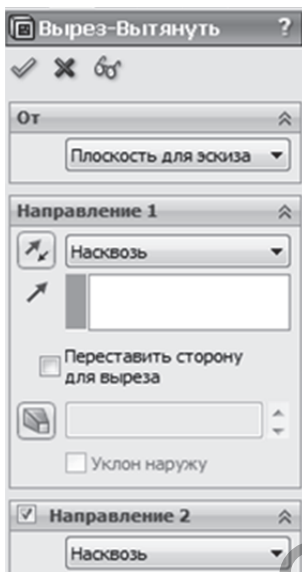 Вырез-Вытянуть ?
От
Плоскость для эскиза
Направление 1
Насквозь
Переставить сторону
для выреза
Уклон наружу
Направление 2
Насквозь